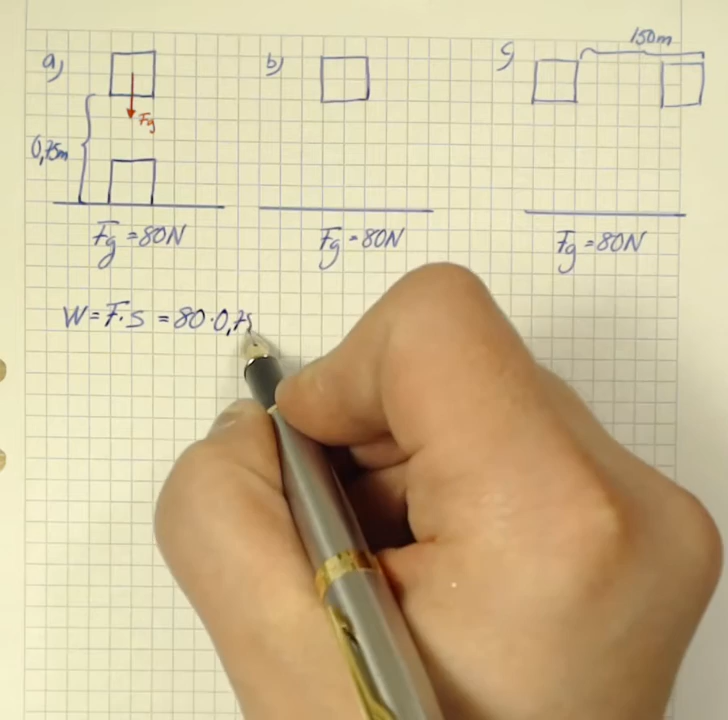 150m
a)
b)
c)
Fg
0,75m
Fg = 80N
Fg = 80N
Fg = 80N
W = F·s = 80·0,75